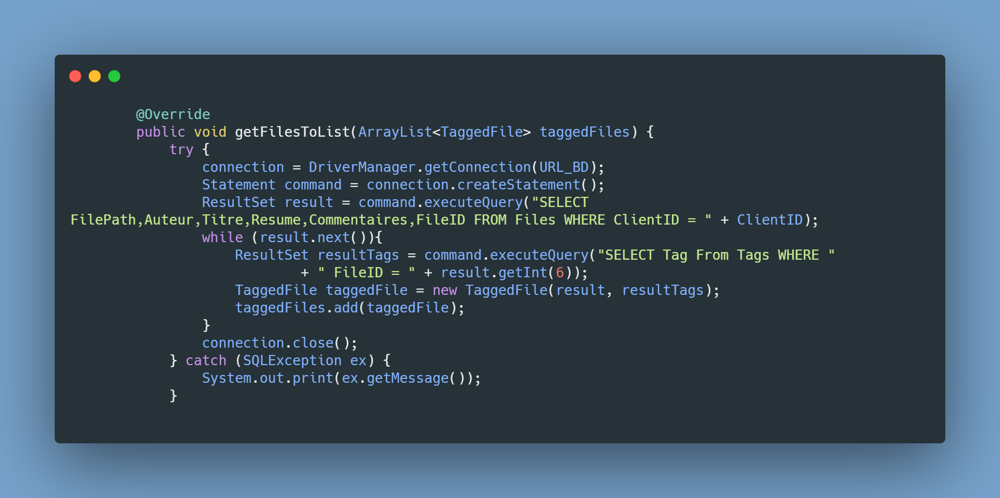 @Override
public void getFilesToList(ArrayList<TaggedFile> taggedFiles) {
try {
connection = DriverManager.getConnection(URL_BD);
Statement command = connection.createStatement();
ResultSet result = command.executeQuery("SELECT
FilePath,Auteur,Titre,Resume,Commentaires,FileID FROM Files WHERE ClientID = " + ClientID);
while (result.next()){
ResultSet resultTags = command.executeQuery("SELECT Tag From Tags WHERE "
+ " FileID = " + result.getInt(6));
TaggedFile taggedFile = new TaggedFile(result, resultTags);
taggedFiles.add(taggedFile);
}
connection.close();
} catch (SQLException ex) {
System.out.print(ex.getMessage());
}